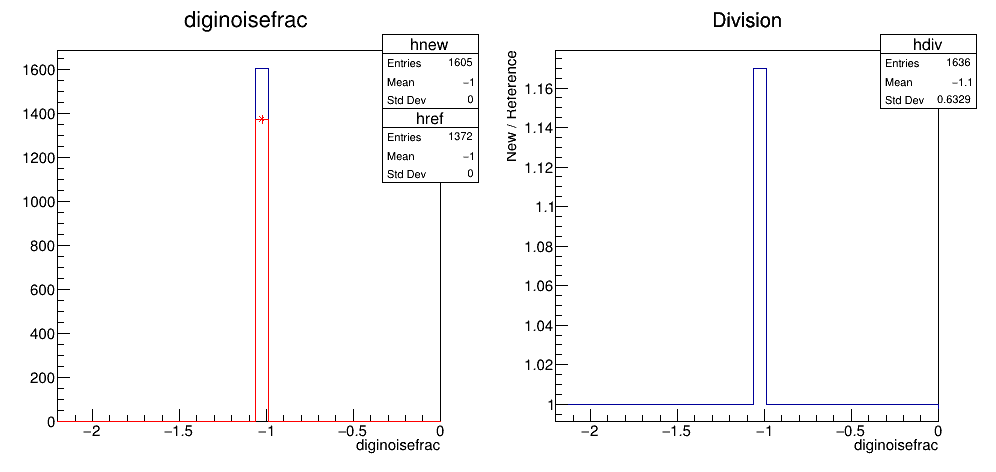 diginoisefrac
hnew
Entries 1605
Mean −1
Std Dev 0
href
Entries 1372
Mean −1
Std Dev 0
1600
1400
1200
1000
800
600
400
200
0
−2 −1.5 −1 −0.5 0
diginoisefrac
Division
hdiv
Entries 1636
Mean −1.1
Std Dev 0.6329
New / Reference
1.16
1.14
1.12
1.1
1.08
1.06
1.04
1.02
1
−2 −1.5 −1 −0.5 0
diginoisefrac